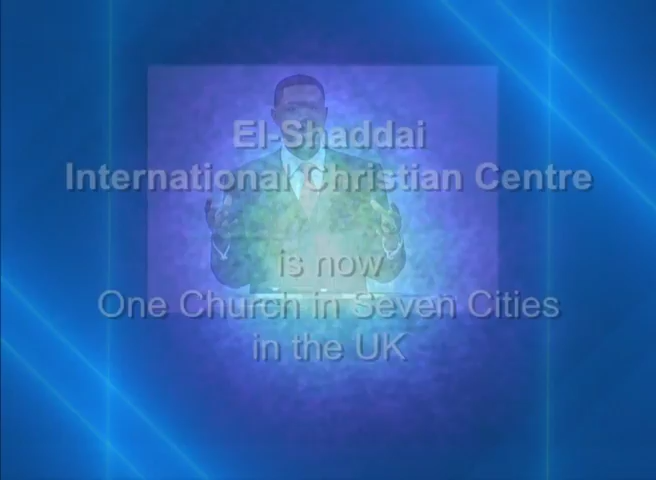 El-Shaddai
International Christian Centre
is now
One Church in Seven Cities
in the UK